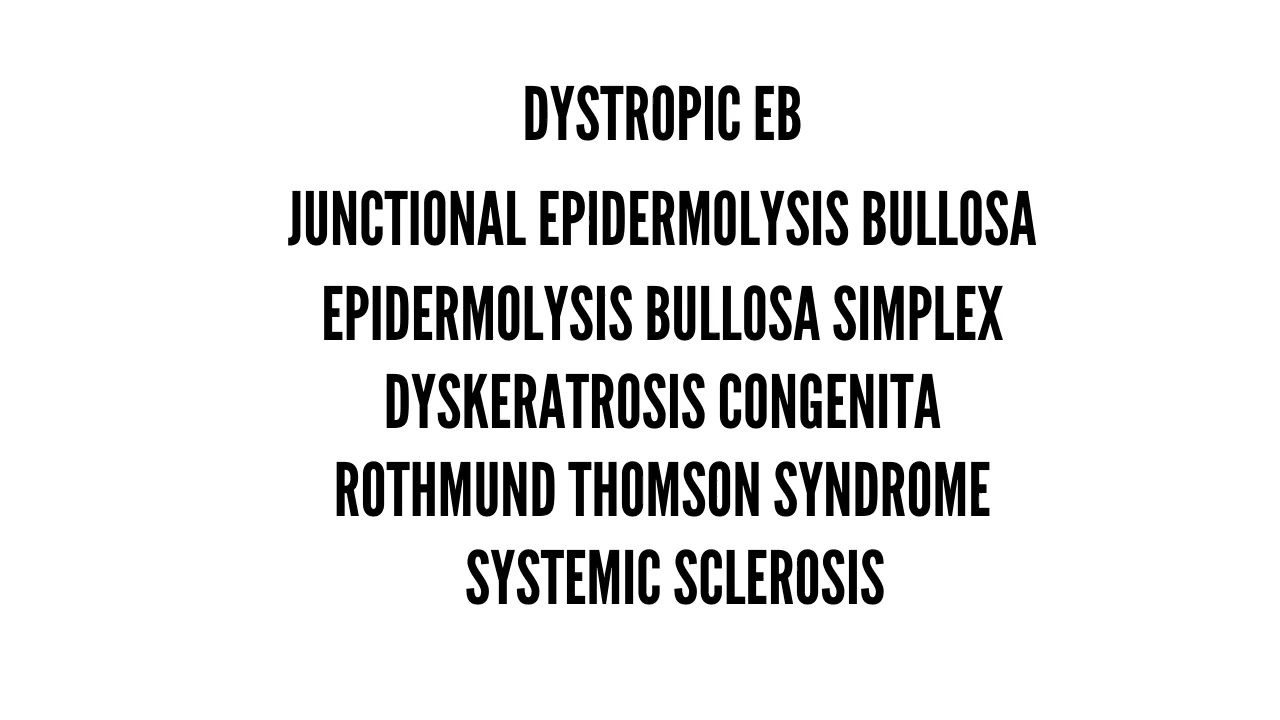 DYSTROPIC EB
JUNCTIONAL EPIDERMOLYSIS BULLOSA
EPIDERMOLYSIS BULLOSA SIMPLEX
DYSKERATROSIS CONGENITA
ROTHMUND THOMSON SYNDROME
SYSTEMIC SCLEROSIS